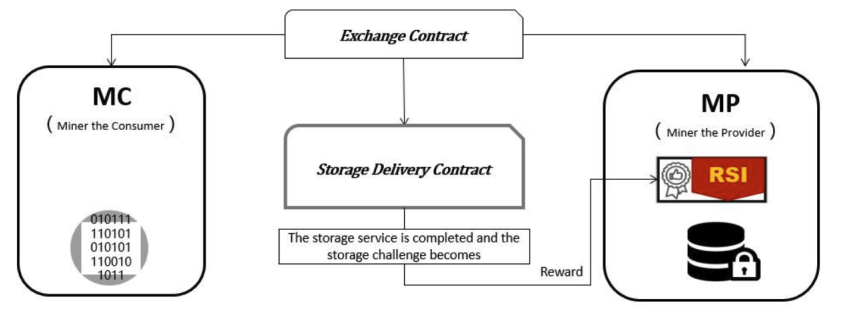 Exchange Contract
MC
( Miner the Consumer )
MP
( Miner the Provider )
RSI
Storage Delivery Contract
010111
110101
010101
110010
1011
The storage service is completed and the
storage challenge becomes
Reward